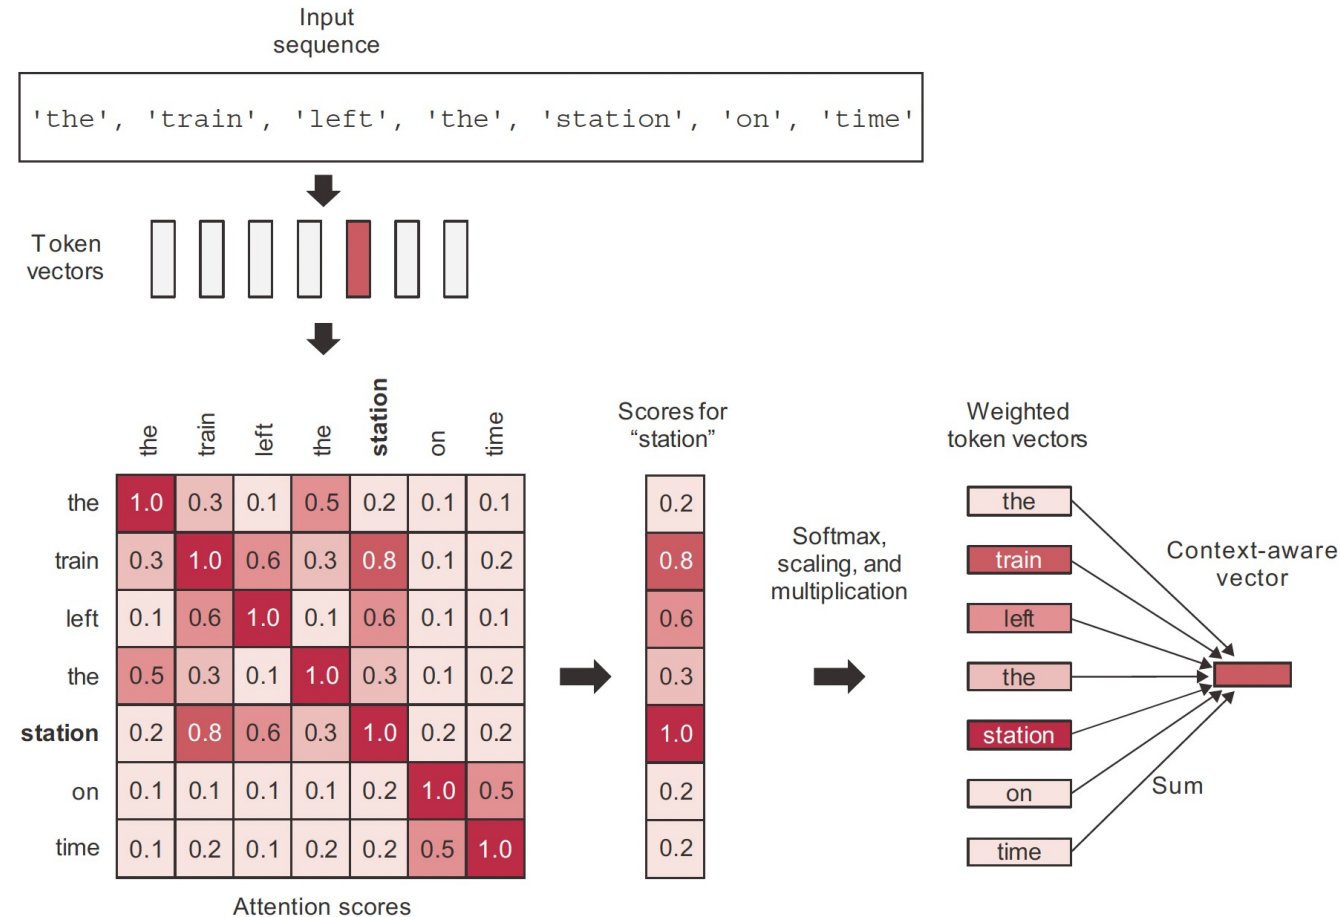 Input
sequence
'the', 'train', 'left', 'the', 'station', 'on', 'time'
Token
vectors
the train left the station on time
the 1.0 0.3 0.1 0.5 0.2 0.1 0.1
train 0.3 1.0 0.6 0.3 0.8 0.1 0.2
left 0.1 0.6 1.0 0.1 0.6 0.1 0.1
the 0.5 0.3 0.1 1.0 0.3 0.1 0.2
station 0.2 0.8 0.6 0.3 1.0 0.2 0.2
on 0.1 0.1 0.1 0.1 0.2 1.0 0.5
time 0.1 0.2 0.1 0.2 0.2 0.5 1.0
Attention scores
Scores for
“station”
0.2
0.8
0.6
0.3
1.0
0.2
0.2
Softmax,
scaling, and
multiplication
Weighted
token vectors
the
train
left
the
station
on
time
Sum
Context-aware
vector